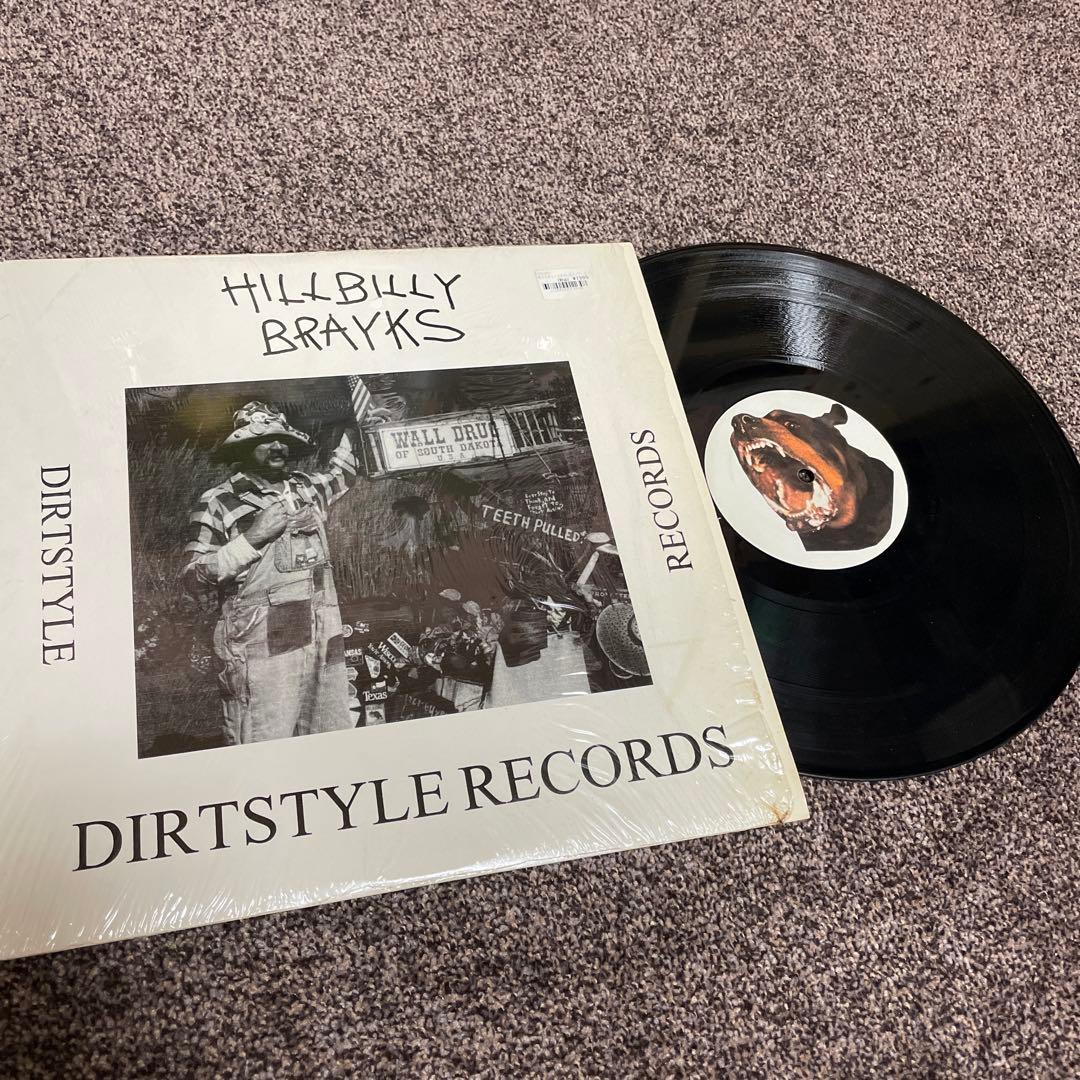 HILLBILLY
BRAYKS
WALL DRUG
OF SOUTH DAKOTA
U.S.A.
TEETH PULLED
Texas
DIRTSTYLE
RECORDS
DIRTSTYLE RECORDS